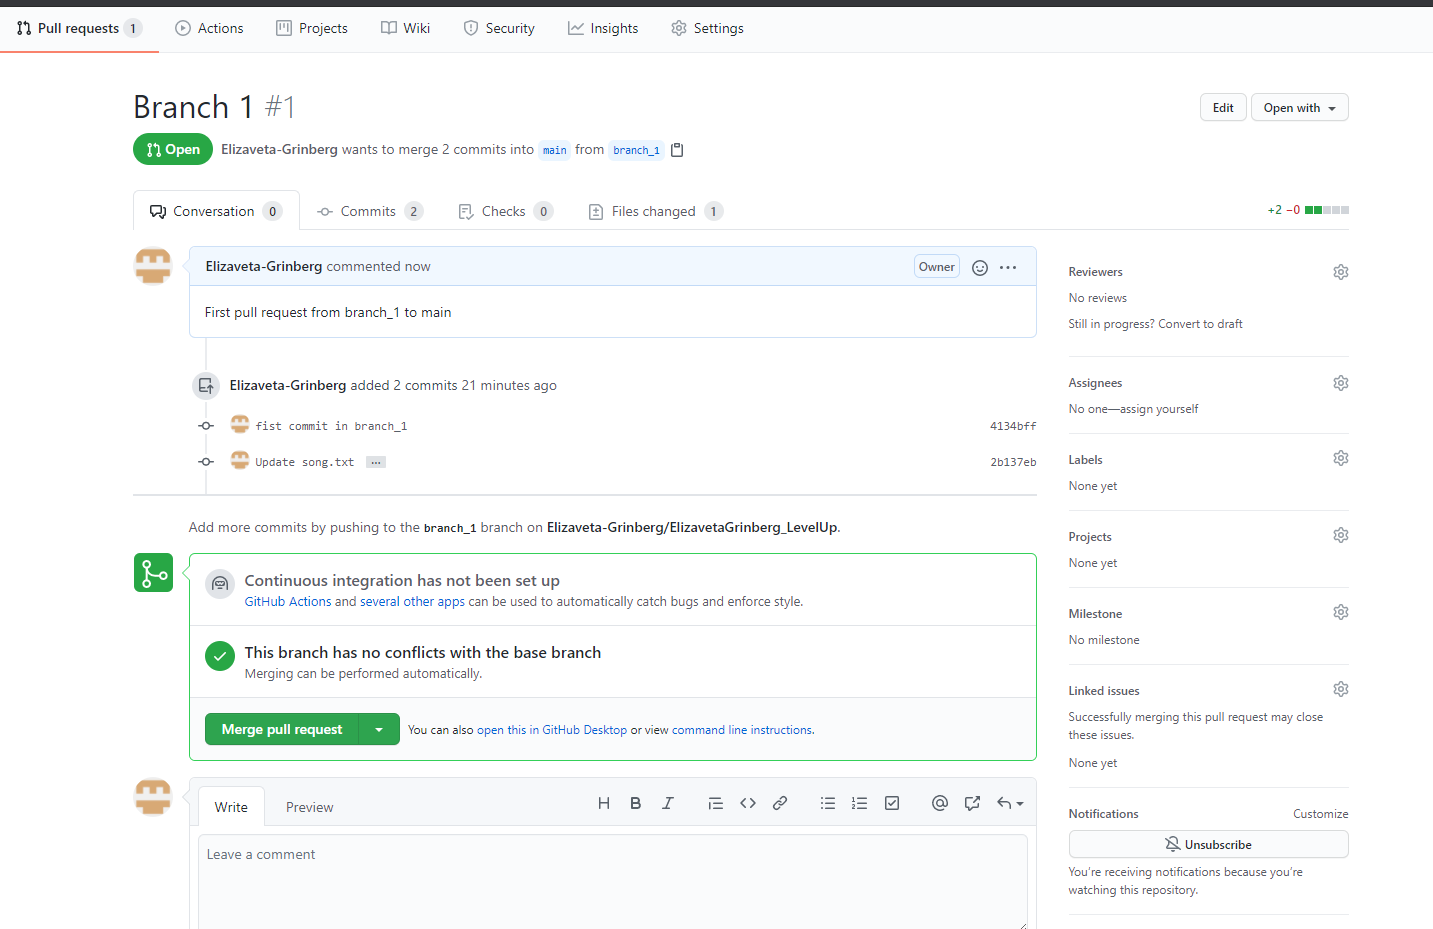 Pull requests 1 Actions Projects Wiki Security Insights Settings
Branch 1 #1
Edit Open with
Open Elizaveta-Grinberg wants to merge 2 commits into main from branch_1
Conversation 0 Commits 2 Checks 0 Files changed 1 +2 −0
Elizaveta-Grinberg commented now Owner
First pull request from branch_1 to main
Elizaveta-Grinberg added 2 commits 21 minutes ago
fist commit in branch_1 4134bff
Update song.txt ... 2b137eb
Add more commits by pushing to the branch_1 branch on Elizaveta-Grinberg/ElizavetaGrinberg_LevelUp.
Continuous integration has not been set up
GitHub Actions and several other apps can be used to automatically catch bugs and enforce style.
This branch has no conflicts with the base branch
Merging can be performed automatically.
Merge pull request You can also open this in GitHub Desktop or view command line instructions.
Write Preview
Leave a comment
Reviewers
No reviews
Still in progress? Convert to draft
Assignees
No one—assign yourself
Labels
None yet
Projects
None yet
Milestone
No milestone
Linked issues
Successfully merging this pull request may close
these issues.
None yet
Notifications Customize
Unsubscribe
You're receiving notifications because you're
watching this repository.